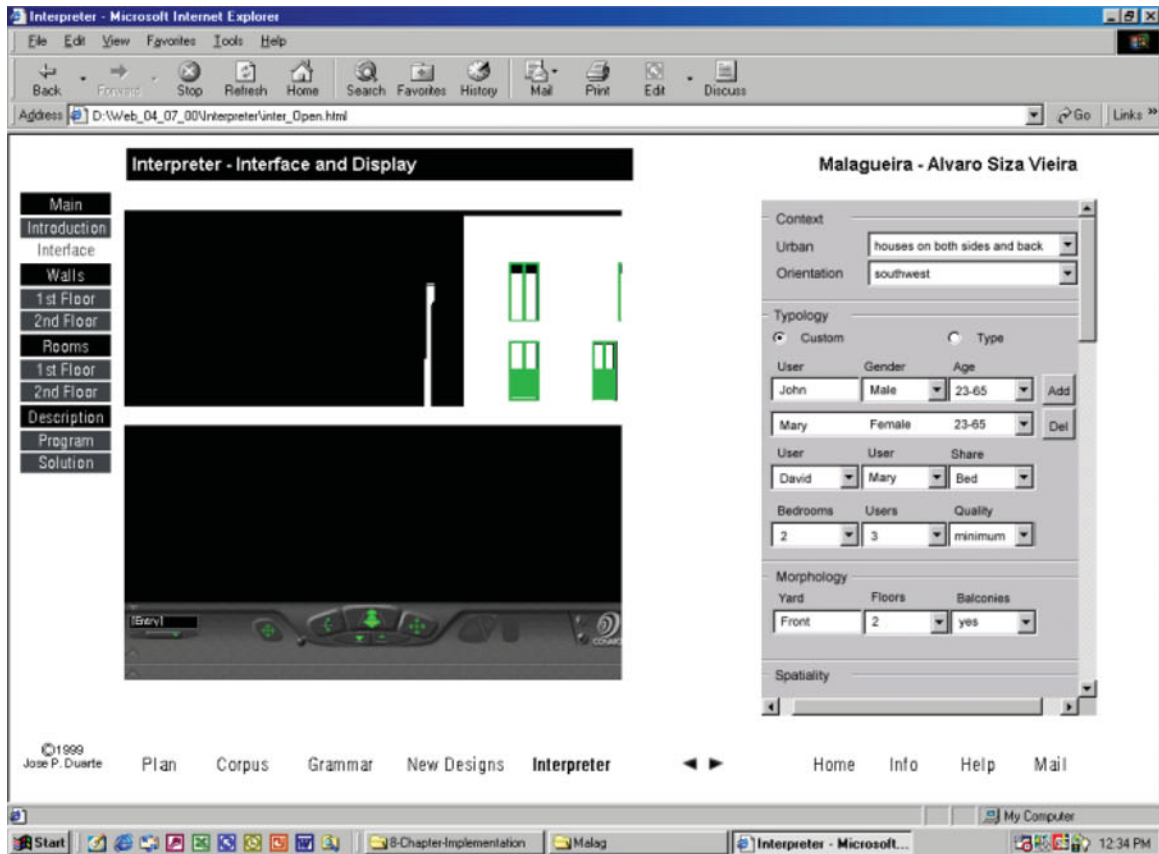 Interpreter - Microsoft Internet Explorer
File Edit View Favorites Tools Help
Back Forward Stop Refresh Home Search Favorites History Mail Print Edit Discuss
Address D:\Web_04_07_00\Interpreter\inter_Open.html Go Links »
Interpreter - Interface and Display
Malagueira - Alvaro Siza Vieira
Main
Introduction
Interface
Walls
1st Floor
2nd Floor
Rooms
1st Floor
2nd Floor
Description
Program
Solution
[Entry]
Context
Urban houses on both sides and back
Orientation southwest
Typology
Custom Type
User Gender Age
John Male 23-65 Add
Mary Female 23-65 Del
User User Share
David Mary Bed
Bedrooms Users Quality
2 3 minimum
Morphology
Yard Floors Balconies
Front 2 yes
Spatiality
©1999
Jose P. Duarte
Plan Corpus Grammar New Designs Interpreter Home Info Help Mail
My Computer
Start 8-Chapter-Implementation Malag Interpreter - Microsoft... 12:34 PM